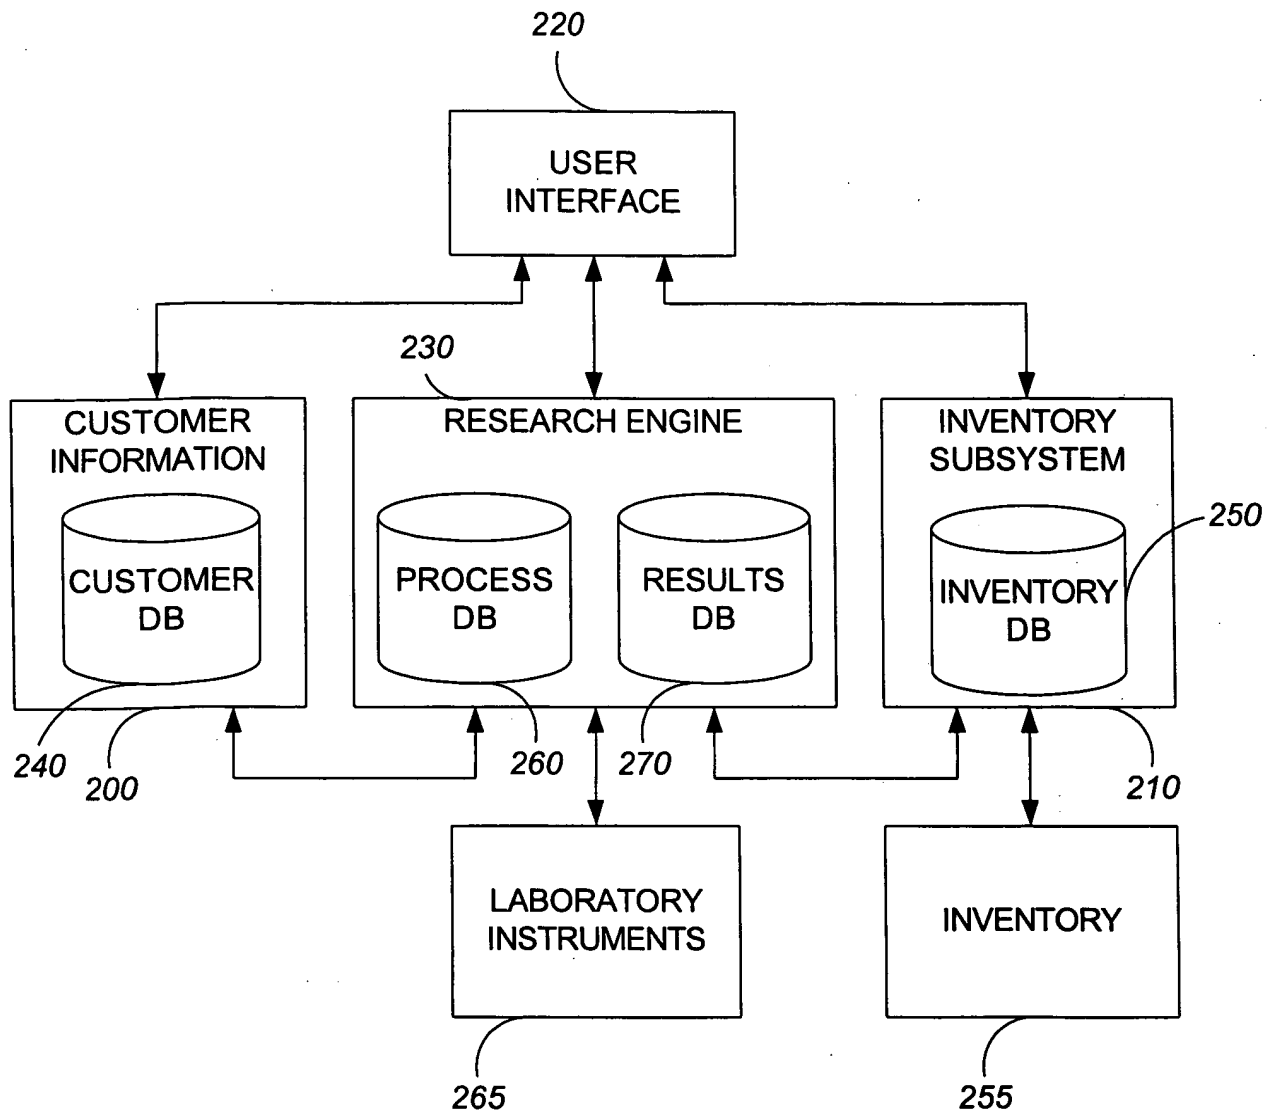 220
USER
INTERFACE
230
CUSTOMER
INFORMATION
RESEARCH ENGINE
INVENTORY
SUBSYSTEM
250
CUSTOMER
DB
PROCESS
DB
RESULTS
DB
INVENTORY
DB
240
200
260
270
210
LABORATORY
INSTRUMENTS
INVENTORY
265
255